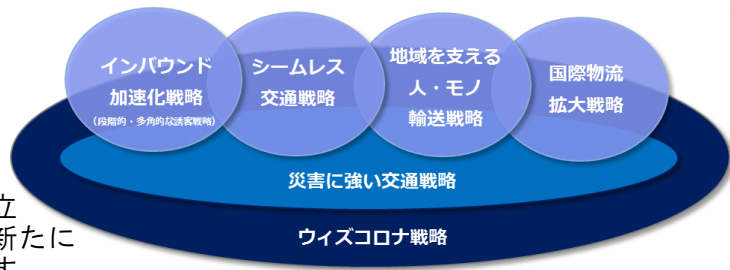 インバウンド
加速化戦略
(段階的・多角的な誘客戦略)
シームレス
交通戦略
地域を支える
人・モノ
輸送戦略
国際物流
拡大戦略
災害に強い交通戦略
ウィズコロナ戦略
立
新たに
す